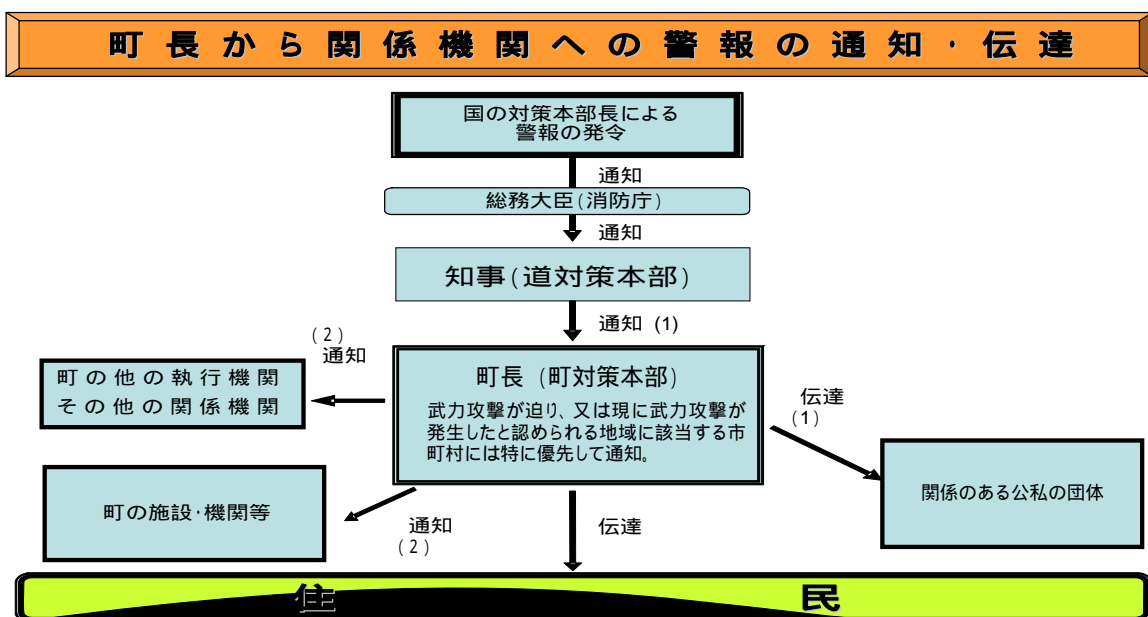 町長から関係機関への警報の通知・伝達
国の対策本部長による
警報の発令
通知
総務大臣(消防庁)
通知
知事(道対策本部)
通知 (1)
(2)
通知
町の他の執行機関
その他の関係機関
町長 (町対策本部)
武力攻撃が迫り、又は現に武力攻撃が
発生したと認められる地域に該当する市
町村には特に優先して通知。
伝達
(1)
関係のある公私の団体
町の施設・機関等
通知
(2)
伝達
住 民